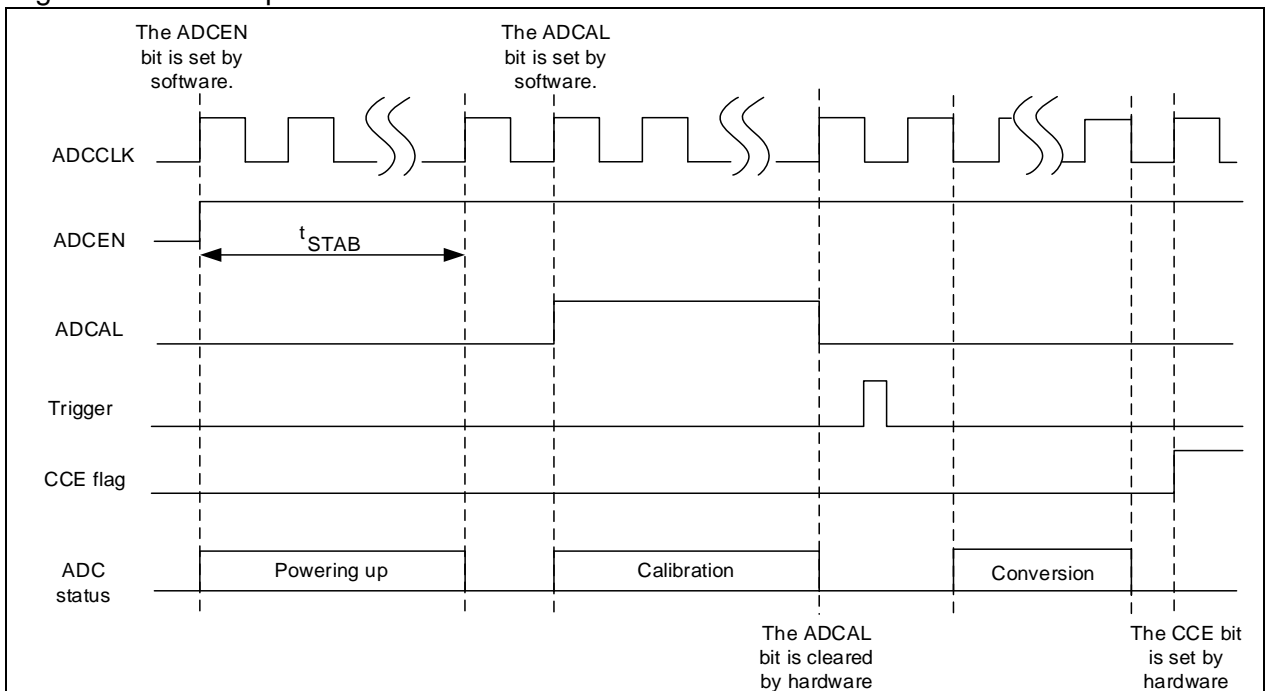 The ADCEN
bit is set by
software.
The ADCAL
bit is set by
software.
ADCCLK
ADCEN
tSTAB
ADCAL
Trigger
CCE flag
ADC
status
Powering up
Calibration
Conversion
The ADCAL
bit is cleared
by hardware
The CCE bit
is set by
hardware